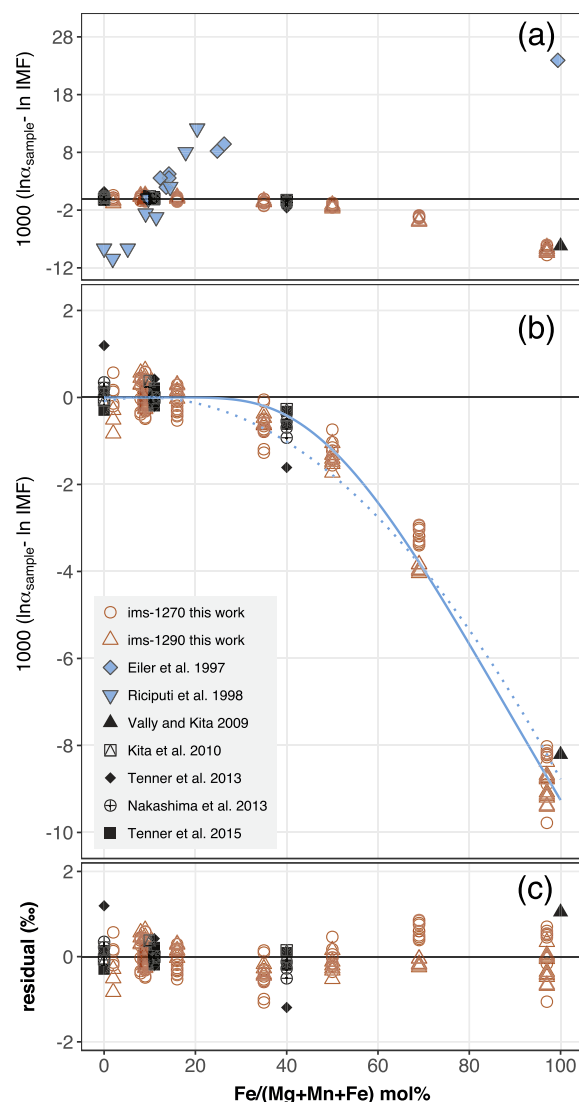 (a)
28
18
8
-2
-12
1000 (lnαsample- ln IMF)
(b)
2
0
-2
-4
-6
-8
-10
1000 (lnαsample- ln IMF)
ims-1270 this work
ims-1290 this work
Eiler et al. 1997
Riciputi et al. 1998
Vally and Kita 2009
Kita et al. 2010
Tenner et al. 2013
Nakashima et al. 2013
Tenner et al. 2015
(c)
2
0
-2
residual (‰)
0 20 40 60 80 100
Fe/(Mg+Mn+Fe) mol%